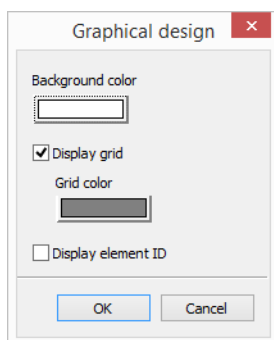 Graphical design
Background color
Display grid
Grid color
Display element ID
OK Cancel